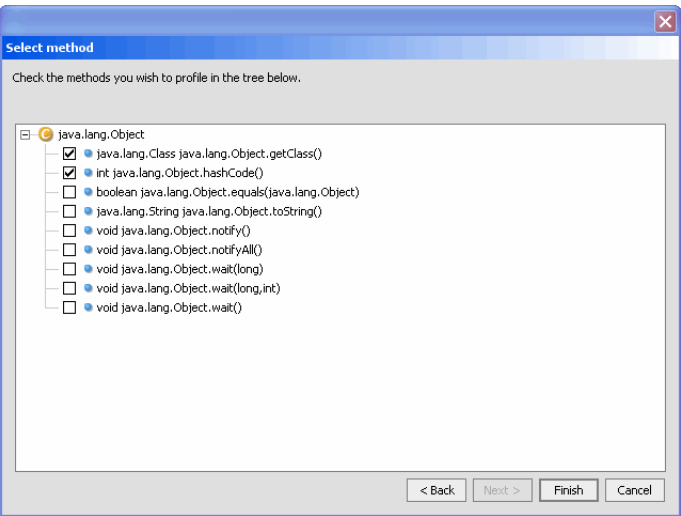 Select method
Check the methods you wish to profile in the tree below.
java.lang.Object
java.lang.Class java.lang.Object.getClass()
int java.lang.Object.hashCode()
boolean java.lang.Object.equals(java.lang.Object)
java.lang.String java.lang.Object.toString()
void java.lang.Object.notify()
void java.lang.Object.notifyAll()
void java.lang.Object.wait(long)
void java.lang.Object.wait(long,int)
void java.lang.Object.wait()
< Back Next > Finish Cancel